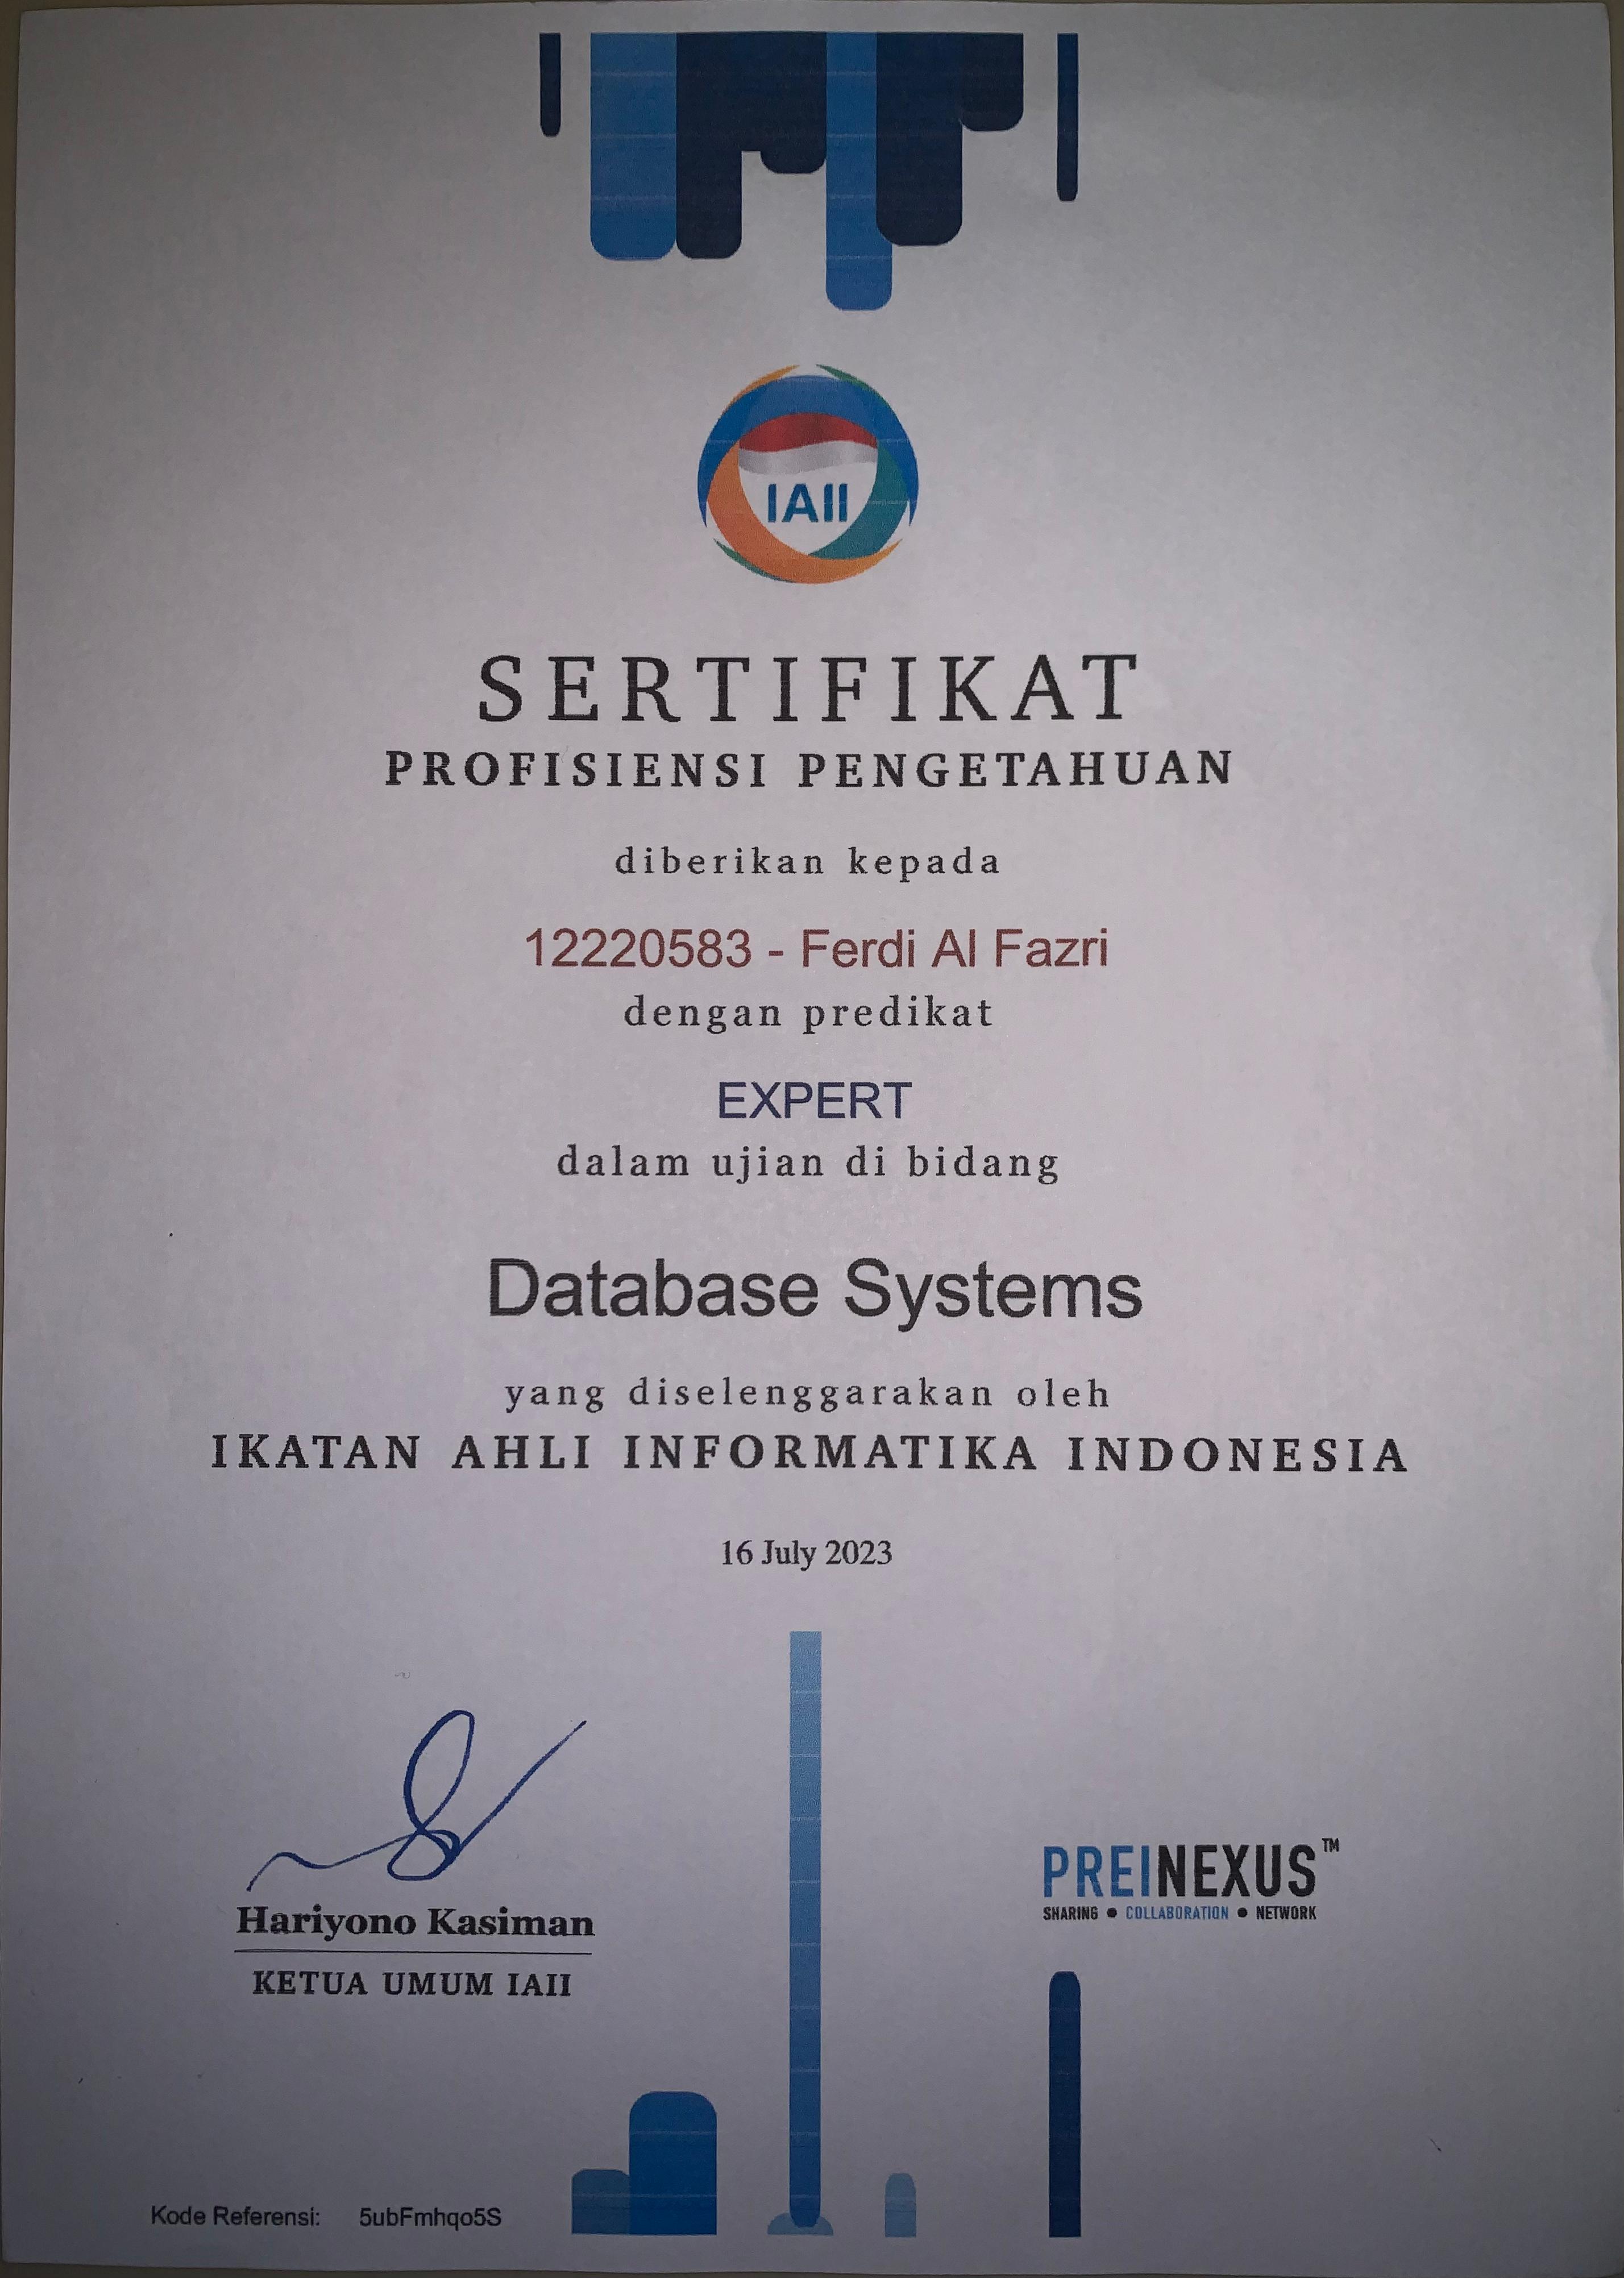 IAII
SERTIFIKAT
PROFISIENSI PENGETAHUAN
diberikan kepada
12220583 - Ferdi Al Fazri
dengan predikat
EXPERT
dalam ujian di bidang
Database Systems
yang diselenggarakan oleh
IKATAN AHLI INFORMATIKA INDONESIA
16 July 2023
Hariyono Kasiman
KETUA UMUM IAII
PREINEXUS™
SHARING ● COLLABORATION ● NETWORK
Kode Referensi: 5ubFmhqo5S